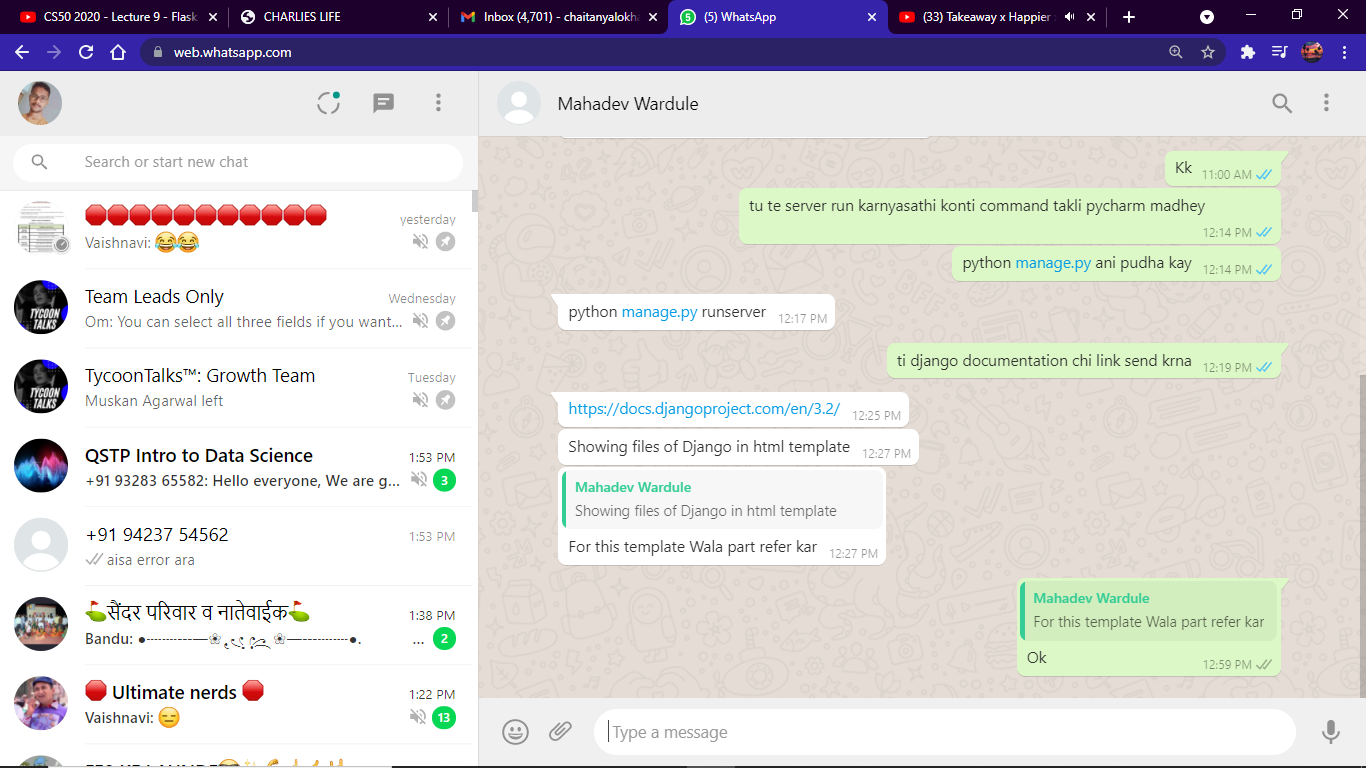 CS50 2020 - Lecture 9 - Flask
CHARLIES LIFE
Inbox (4,701) - chaitanyalokha
(5) WhatsApp
(33) Takeaway x Happier
web.whatsapp.com
Search or start new chat
🛑🛑🛑🛑🛑🛑🛑🛑🛑🛑🛑 yesterday
Vaishnavi: 😂😂
Team Leads Only Wednesday
Om: You can select all three fields if you want...
TycoonTalks™: Growth Team Tuesday
Muskan Agarwal left
QSTP Intro to Data Science 1:53 PM
+91 93283 65582: Hello everyone, We are g... 3
+91 94237 54562 1:53 PM
aisa error ara
⛳सैंदर परिवार व नातेवाईक⛳ 1:38 PM
Bandu: ... 2
🛑 Ultimate nerds 🛑 1:22 PM
Vaishnavi: 😑 13
TYCOON
TALKS
TYCOON
TALKS
Mahadev Wardule
Kk 11:00 AM
tu te server run karnyasathi konti command takli pycharm madhey
12:14 PM
python manage.py ani pudha kay 12:14 PM
python manage.py runserver 12:17 PM
ti django documentation chi link send krna 12:19 PM
https://docs.djangoproject.com/en/3.2/ 12:25 PM
Showing files of Django in html template 12:27 PM
Mahadev Wardule
Showing files of Django in html template
For this template Wala part refer kar 12:27 PM
Mahadev Wardule
For this template Wala part refer kar
Ok 12:59 PM
Type a message